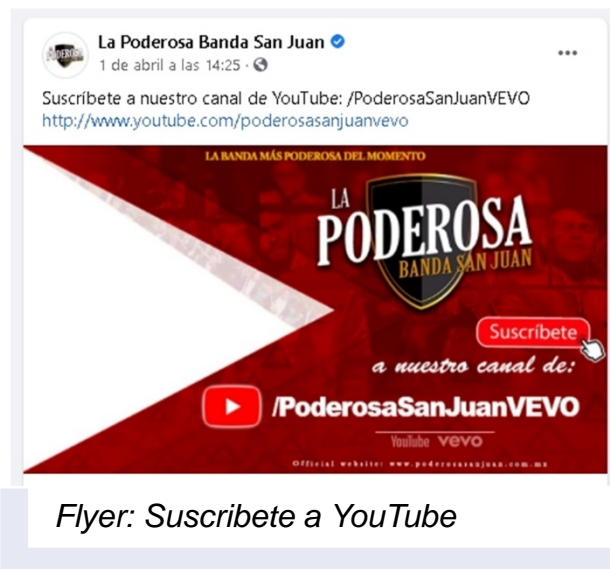 La Poderosa Banda San Juan
1 de abril a las 14:25 ·
Suscríbete a nuestro canal de YouTube: /PoderosaSanJuanVEVO
http://www.youtube.com/poderosasanjuanvevo
LA BANDA MÁS PODEROSA DEL MOMENTO
LA
PODEROSA
BANDA SAN JUAN
Suscríbete
a nuestro canal de:
/PoderosaSanJuanVEVO
YouTube vevo
Official website: www.poderosasanjuan.com.mx
Flyer: Suscribete a YouTube